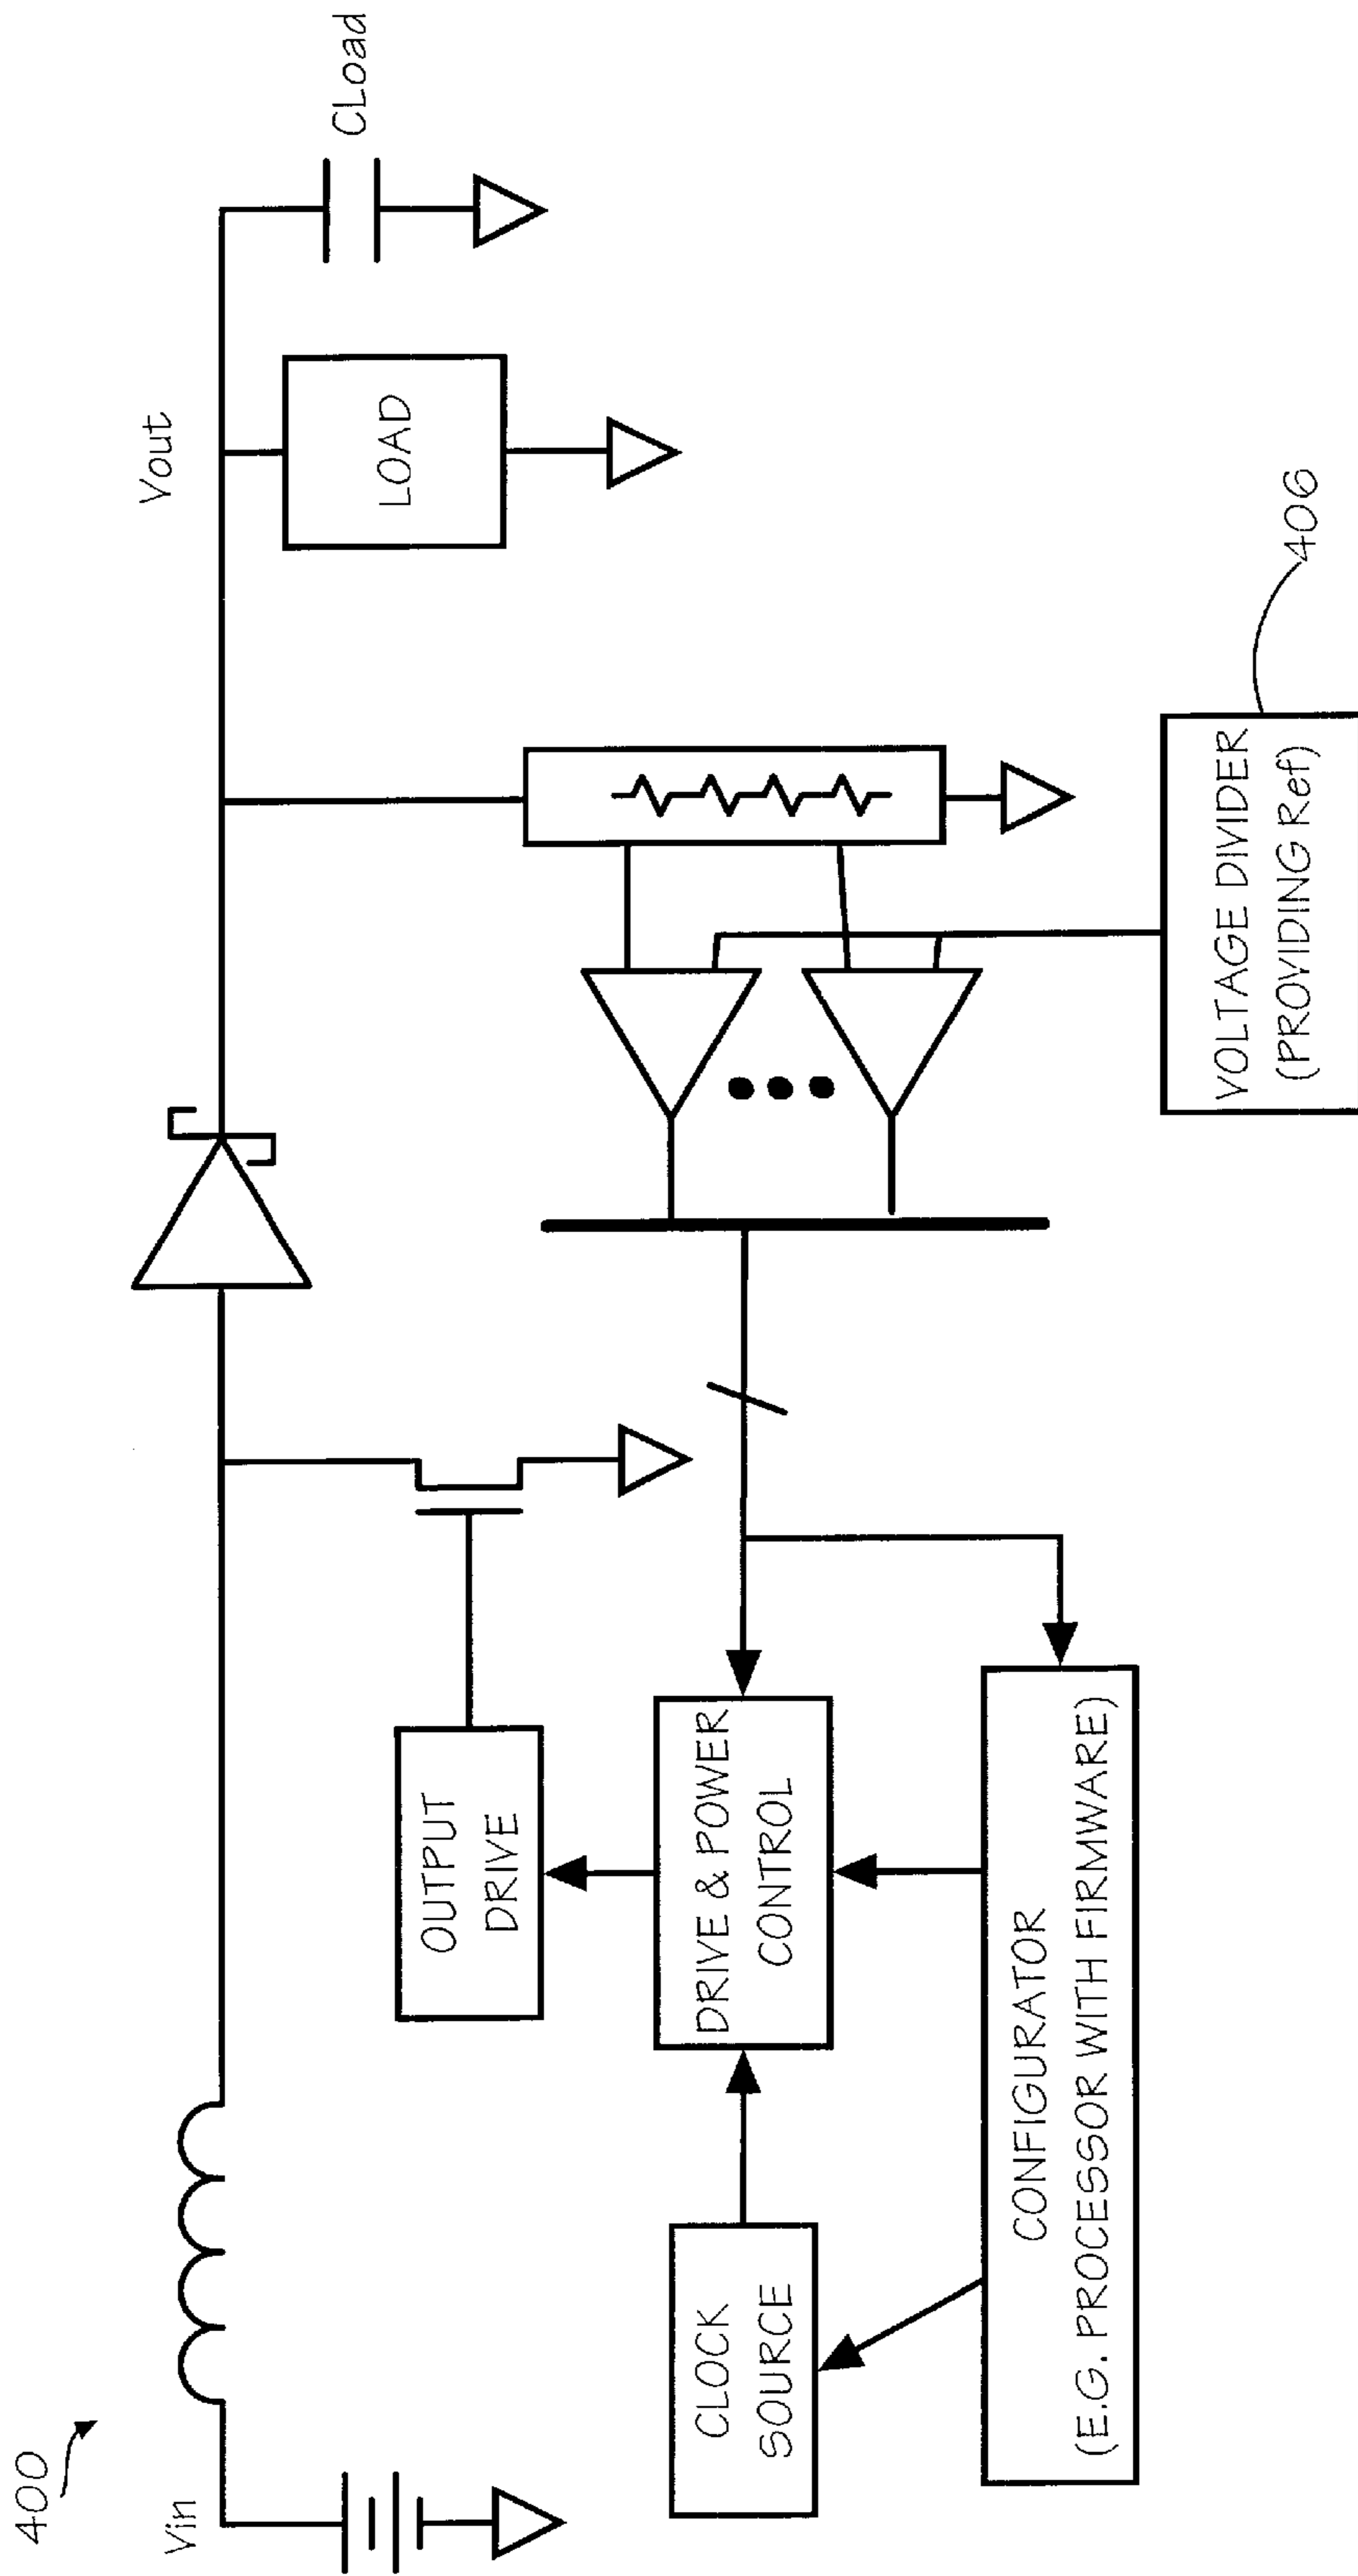 400
Vin
Vout
CLoad
LOAD
OUTPUT
DRIVE
CLOCK
SOURCE
DRIVE & POWER
CONTROL
CONFIGURATOR
(E.G. PROCESSOR WITH FIRMWARE)
VOLTAGE DIVIDER
(PROVIDING Ref)
406